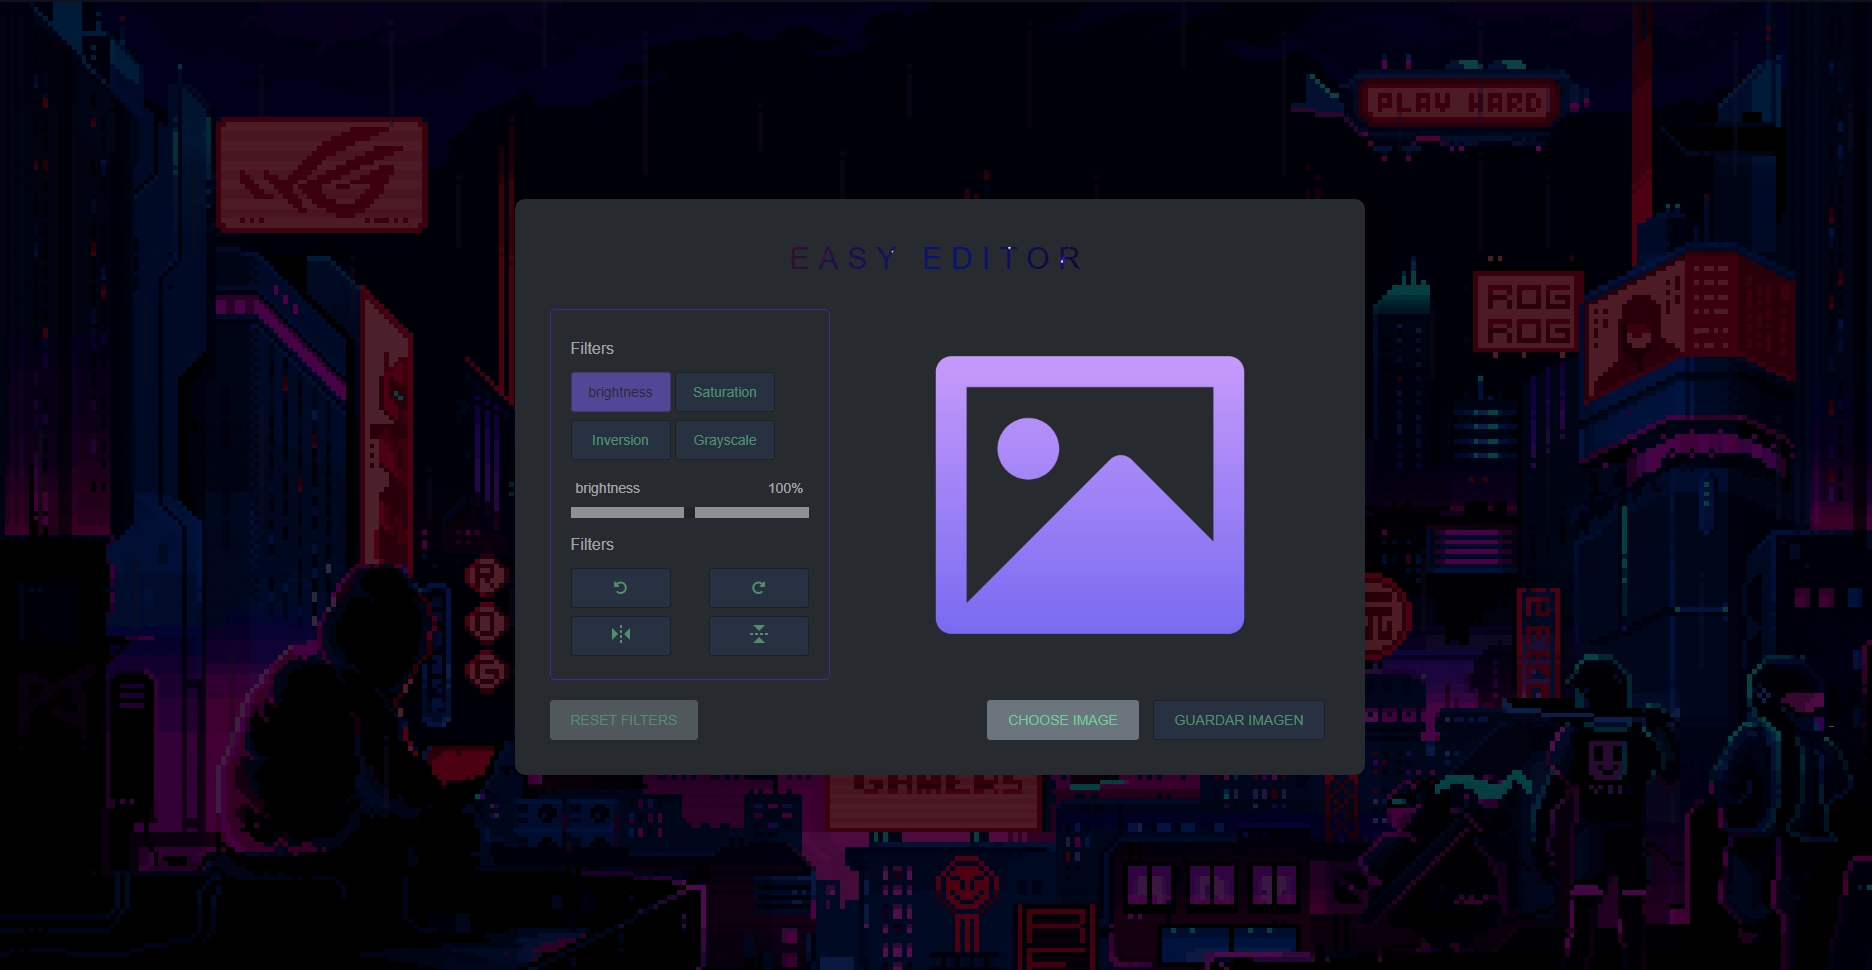 PLAY HARD
EASY EDITOR
ROG
ROG
Filters
brightness Saturation
Inversion Grayscale
brightness 100%
Filters
R
O
G
RESET FILTERS CHOOSE IMAGE GUARDAR IMAGEN
GAMERS